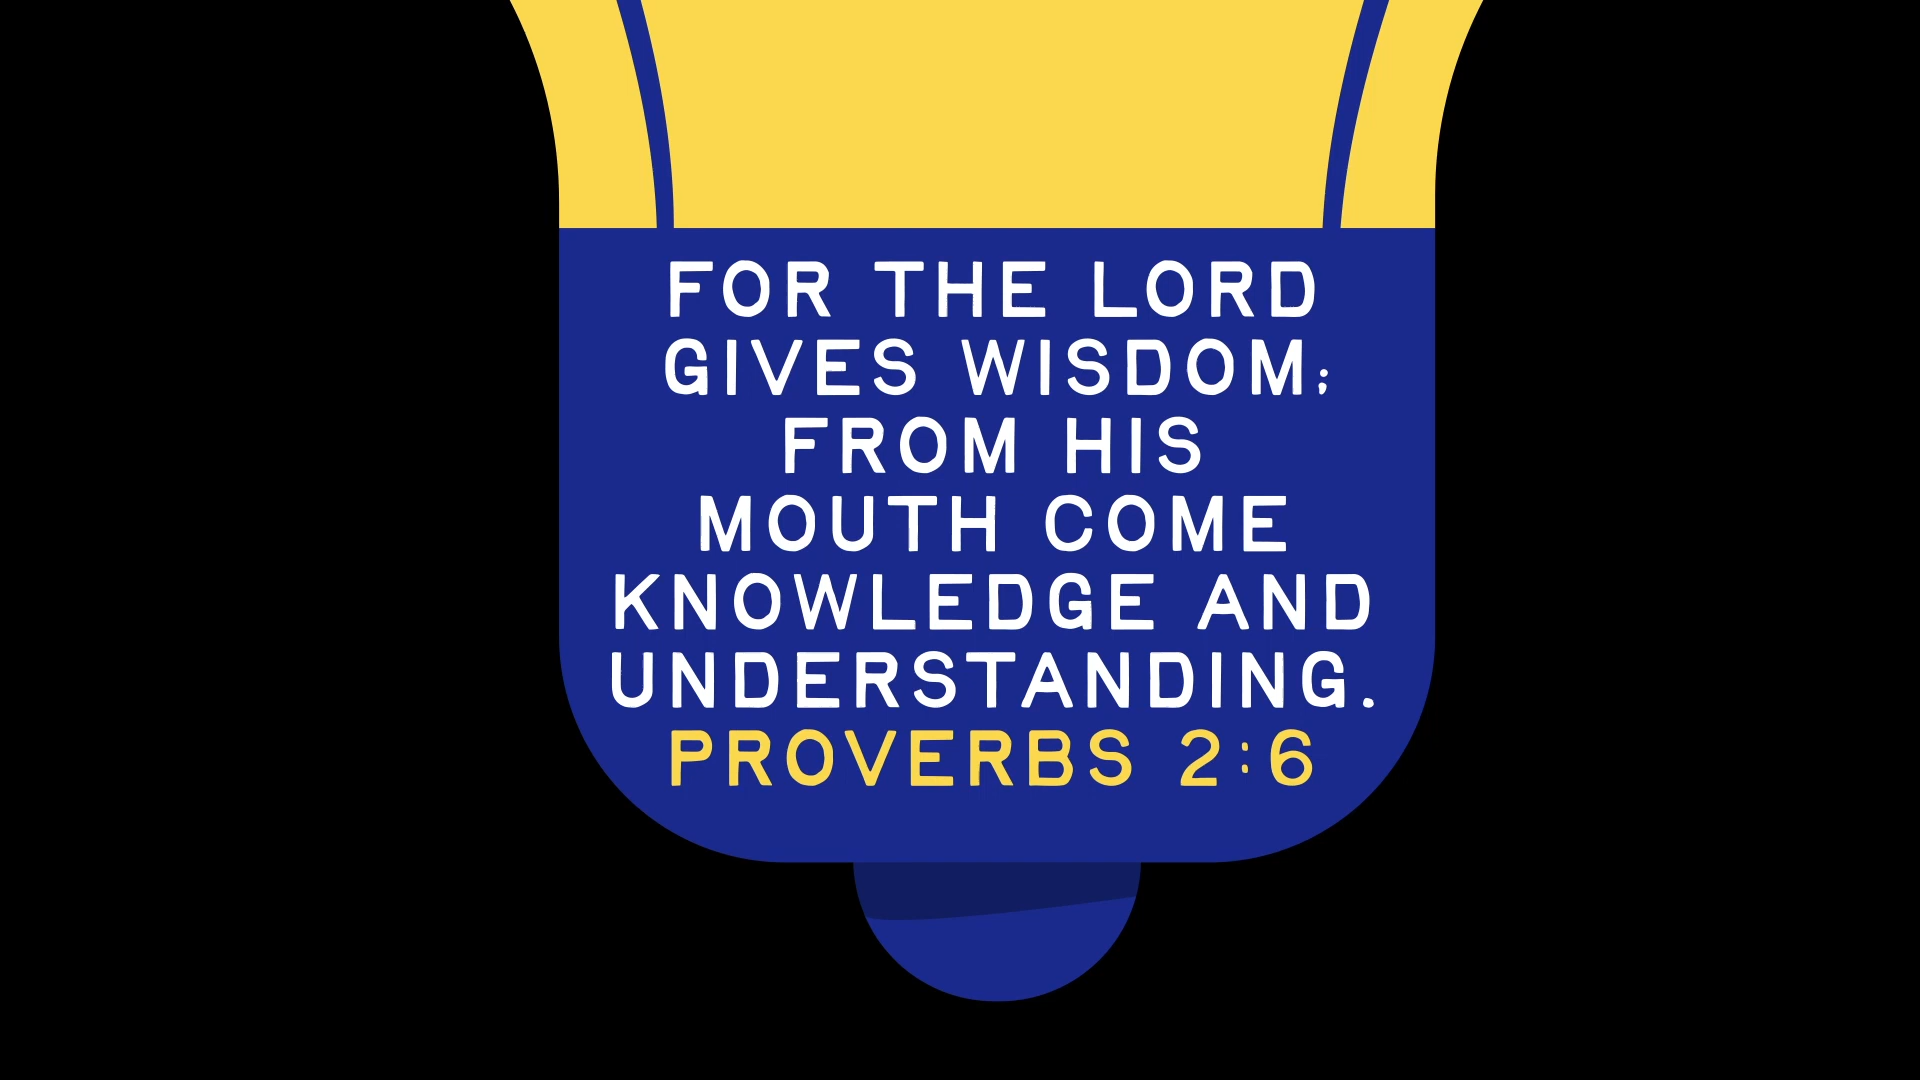 FOR THE LORD
GIVES WISDOM;
FROM HIS
MOUTH COME
KNOWLEDGE AND
UNDERSTANDING.
PROVERBS 2:6